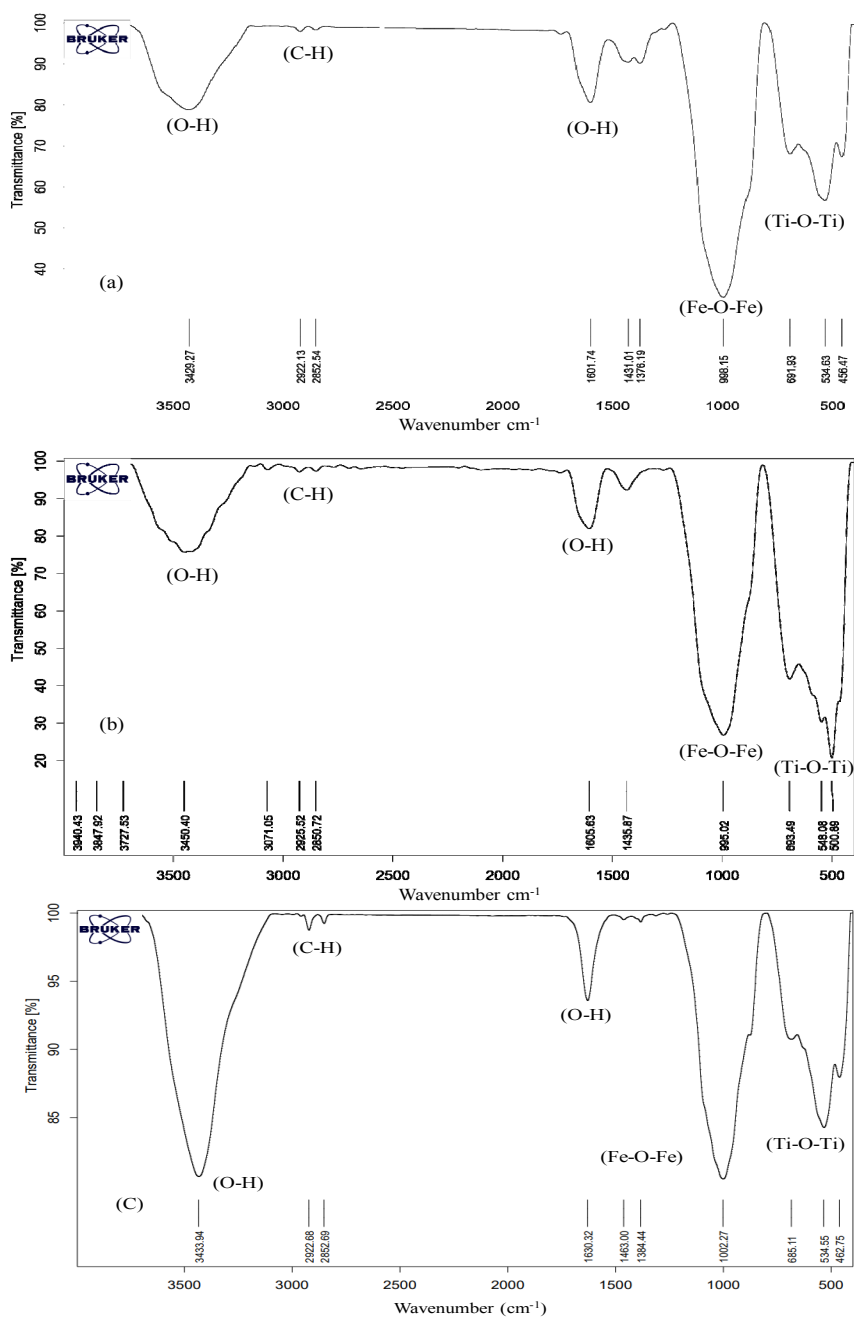 100
90
80
70
60
50
40
Transmittance [%]
BRUKER
(C-H)
(O-H)
(O-H)
(Ti-O-Ti)
(a)
(Fe-O-Fe)
3429.27
2922.13
2852.54
1601.74
1431.01
1376.19
998.15
691.93
534.63
456.47
3500 3000 2500 2000 1500 1000 500
Wavenumber cm-1
100
90
80
70
60
50
40
30
20
Transmittance [%]
BRUKER
(C-H)
(O-H)
(O-H)
(b)
(Fe-O-Fe)
(Ti-O-Ti)
3940.43
3847.92
3727.53
3450.40
3071.05
2925.52
2850.72
1605.63
1435.87
995.02
693.49
548.08
500.89
3500 3000 2500 2000 1500 1000 500
Wavenumber cm-1
100
95
90
85
Transmittance [%]
BRUKER
(C-H)
(O-H)
(Ti-O-Ti)
(Fe-O-Fe)
(O-H)
(C)
3433.94
2922.68
2852.69
1630.32
1463.00
1384.44
1002.27
685.11
534.55
462.75
3500 3000 2500 2000 1500 1000 500
Wavenumber (cm-1)